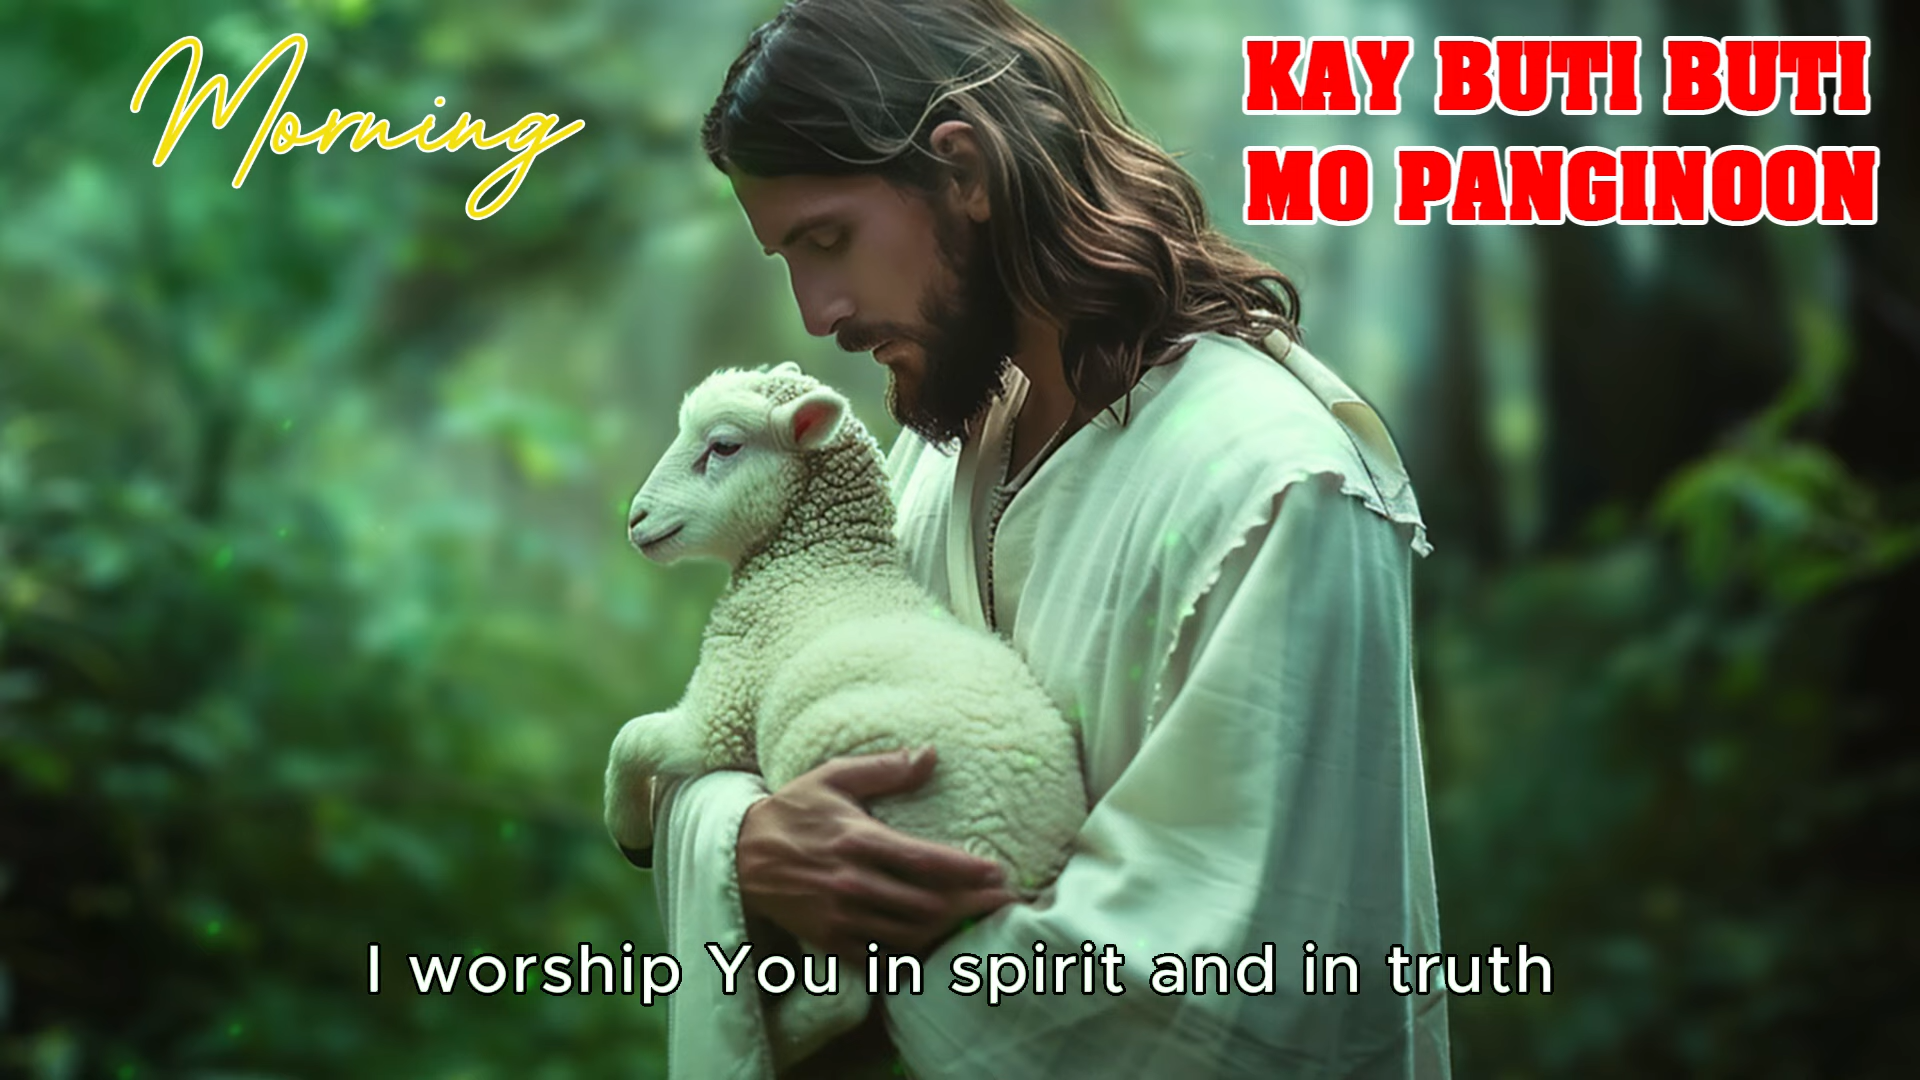 Morning
KAY BUTI BUTI
MO PANGINOON
I worship You in spirit and in truth